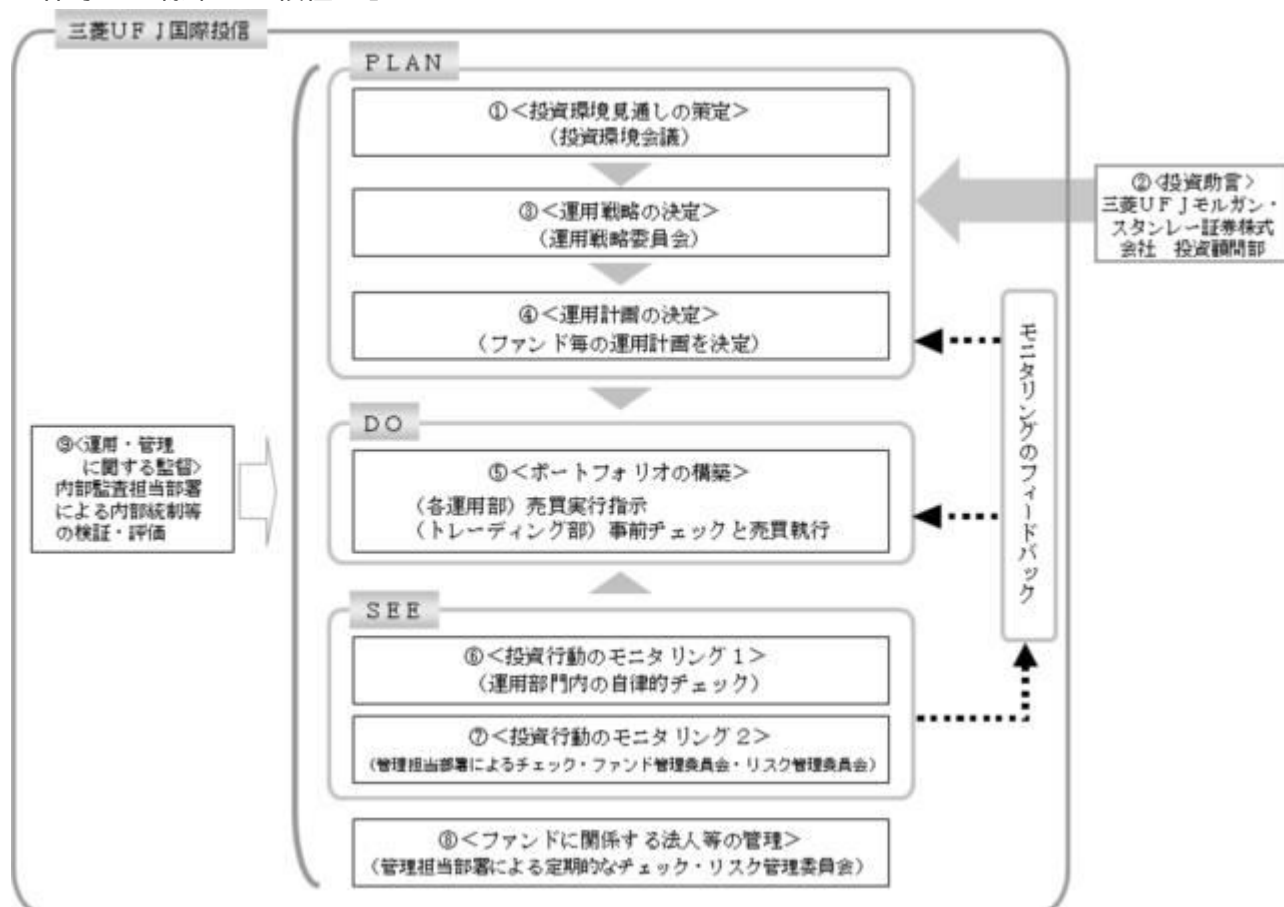 三菱UFJ国際投信
PLAN
①<投資環境見通しの策定>
(投資環境会議)
②<投資助言>
三菱UFJモルガン・
スタンレー証券株式
会社 投資顧問部
③<運用戦略の決定>
(運用戦略委員会)
④<運用計画の決定>
(ファンド毎の運用計画を決定)
DO
⑤<ポートフォリオの構築>
(各運用部)売買実行指示
(トレーディング部)事前チェックと売買執行
SEE
⑥<投資行動のモニタリング1>
(運用部門内の自律的チェック)
⑦<投資行動のモニタリング2>
(管理担当部署によるチェック・ファンド管理委員会・リスク管理委員会)
⑧<ファンドに関係する法人等の管理>
(管理担当部署による定期的なチェック・リスク管理委員会)
⑨<運用・管理
に関する監督>
内部監査担当部署
による内部統制等
の検証・評価
モニタリングのフィードバック